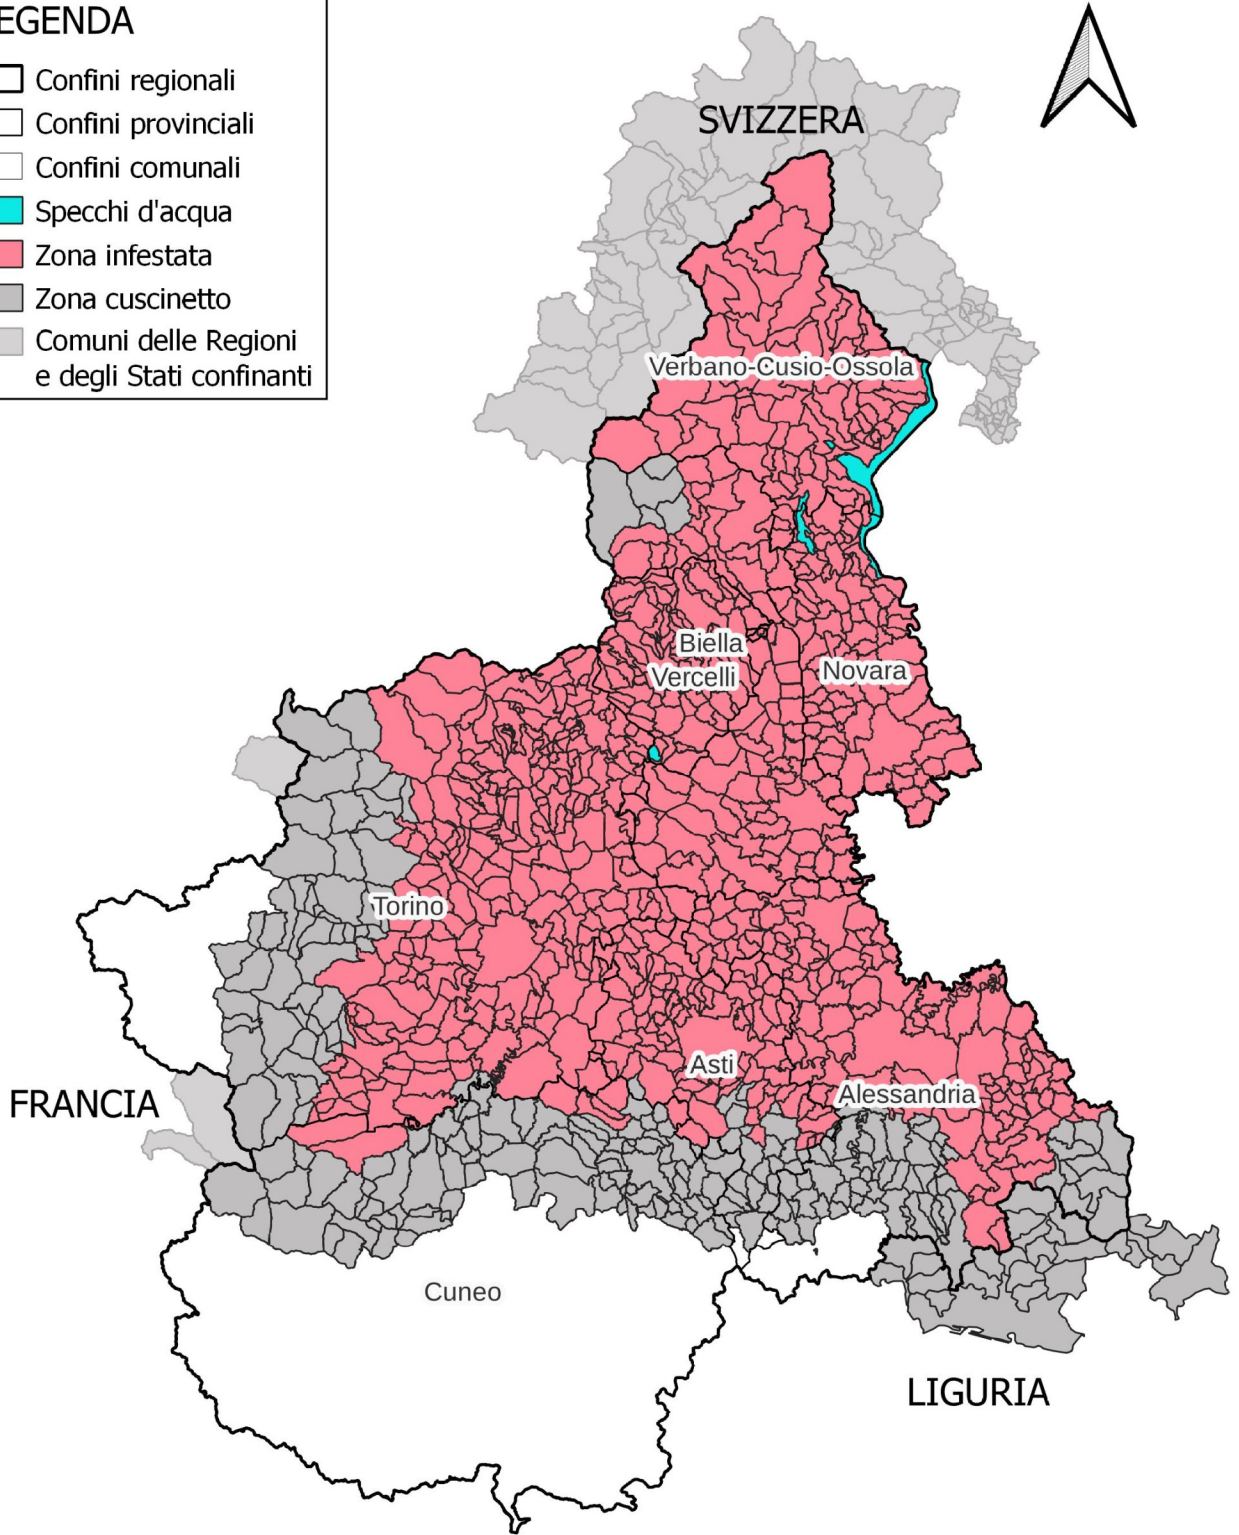 EGENDA
Confini regionali
Confini provinciali
Confini comunali
Specchi d'acqua
Zona infestata
Zona cuscinetto
Comuni delle Regioni
e degli Stati confinanti
SVIZZERA
Verbano-Cusio-Ossola
Biella
Vercelli
Novara
Torino
Asti
Alessandria
FRANCIA
Cuneo
LIGURIA